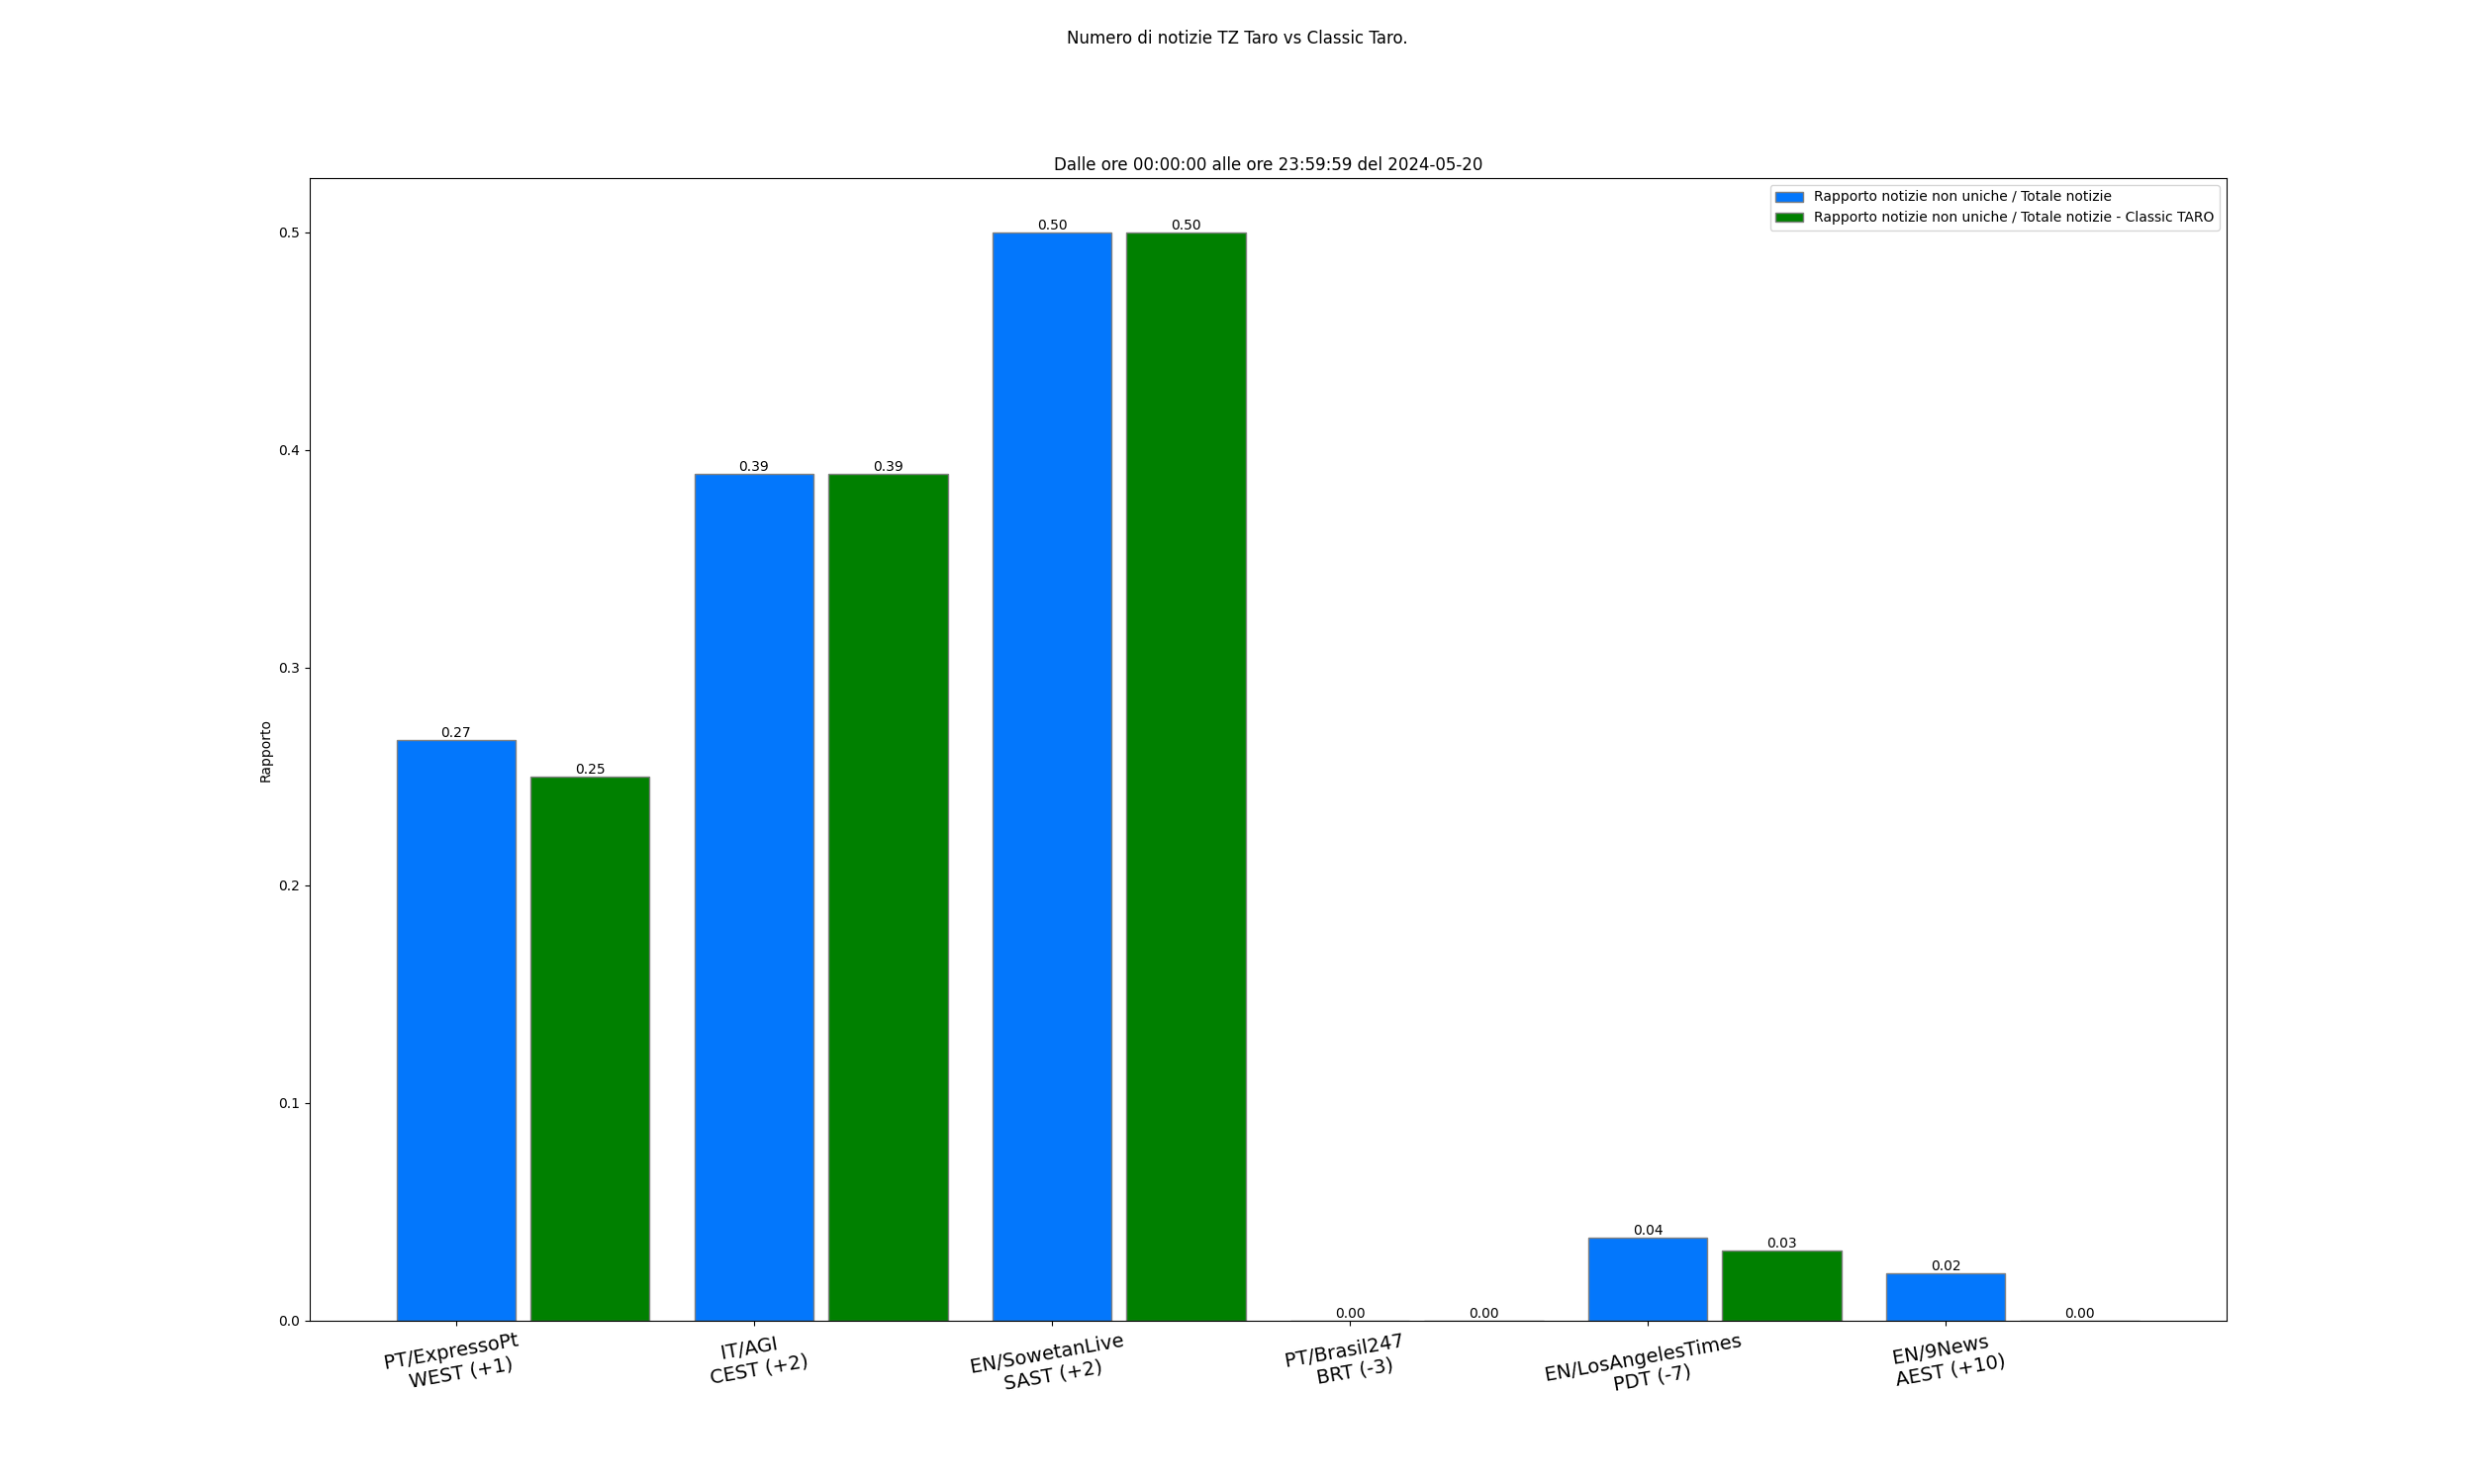 Numero di notizie TZ Taro vs Classic Taro.
Dalle ore 00:00:00 alle ore 23:59:59 del 2024-05-20
Rapporto notizie non uniche / Totale notizie
Rapporto notizie non uniche / Totale notizie - Classic TARO
Rapporto
0.5
0.4
0.3
0.2
0.1
0.0
0.27
0.25
0.39
0.39
0.50
0.50
0.00
0.00
0.04
0.03
0.02
0.00
PT/ExpressoPt
WEST (+1)
IT/AGI
CEST (+2)
EN/SowetanLive
SAST (+2)
PT/Brasil247
BRT (-3)
EN/LosAngelesTimes
PDT (-7)
EN/9News
AEST (+10)